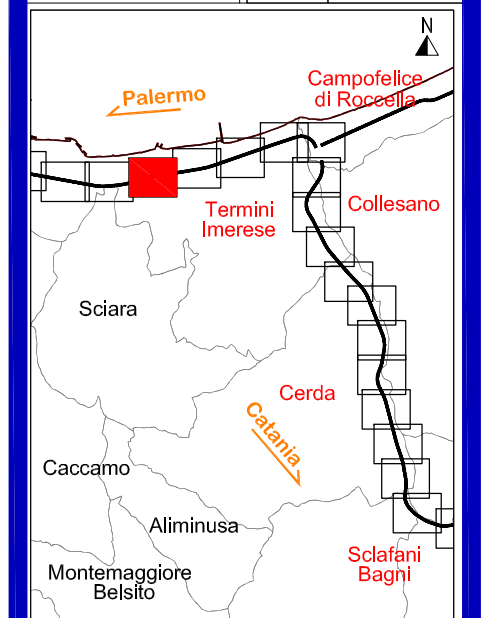 N
Campofelice
di Roccella
Palermo
Termini
Imerese
Collesano
Sciara
Cerda
Catania
Caccamo
Aliminusa
Sclafani
Bagni
Montemaggiore
Belsito